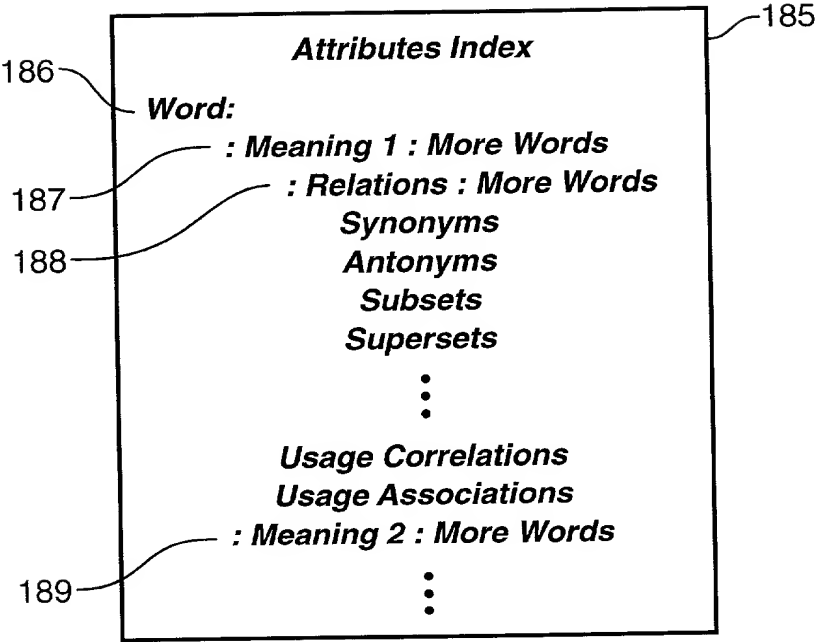 185
Attributes Index
186
Word:
: Meaning 1 : More Words
187
: Relations : More Words
188
Synonyms
Antonyms
Subsets
Supersets
Usage Correlations
Usage Associations
: Meaning 2 : More Words
189